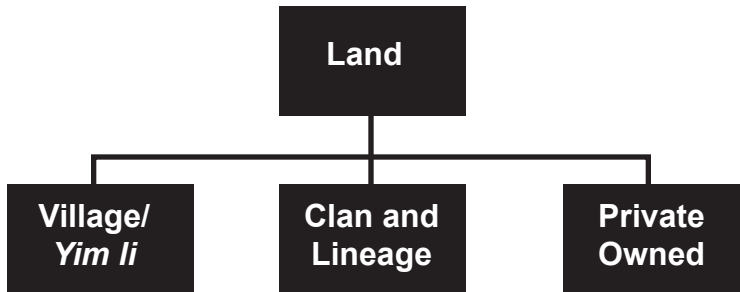 Land
Village/
Yim li
Clan and
Lineage
Private
Owned